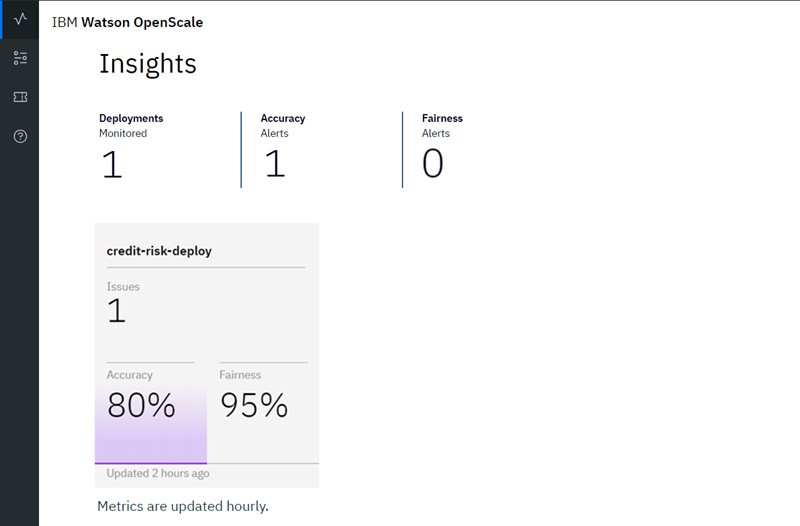 IBM Watson OpenScale
Insights
Deployments
Monitored
1
Accuracy
Alerts
1
Fairness
Alerts
0
credit-risk-deploy
Issues
1
Accuracy
80%
Fairness
95%
Updated 2 hours ago
Metrics are updated hourly.